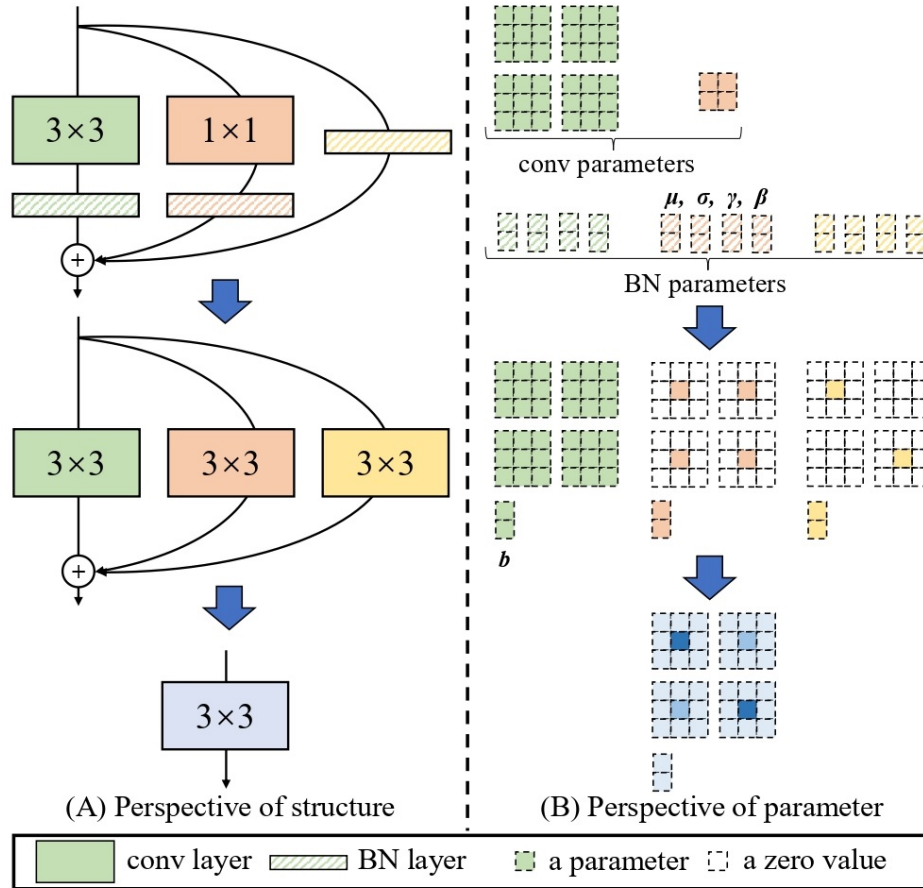 3×3
1×1
+
3×3
3×3
3×3
+
3×3
(A) Perspective of structure
conv parameters
μ, σ, γ, β
BN parameters
b
(B) Perspective of parameter
conv layer
BN layer
a parameter
a zero value